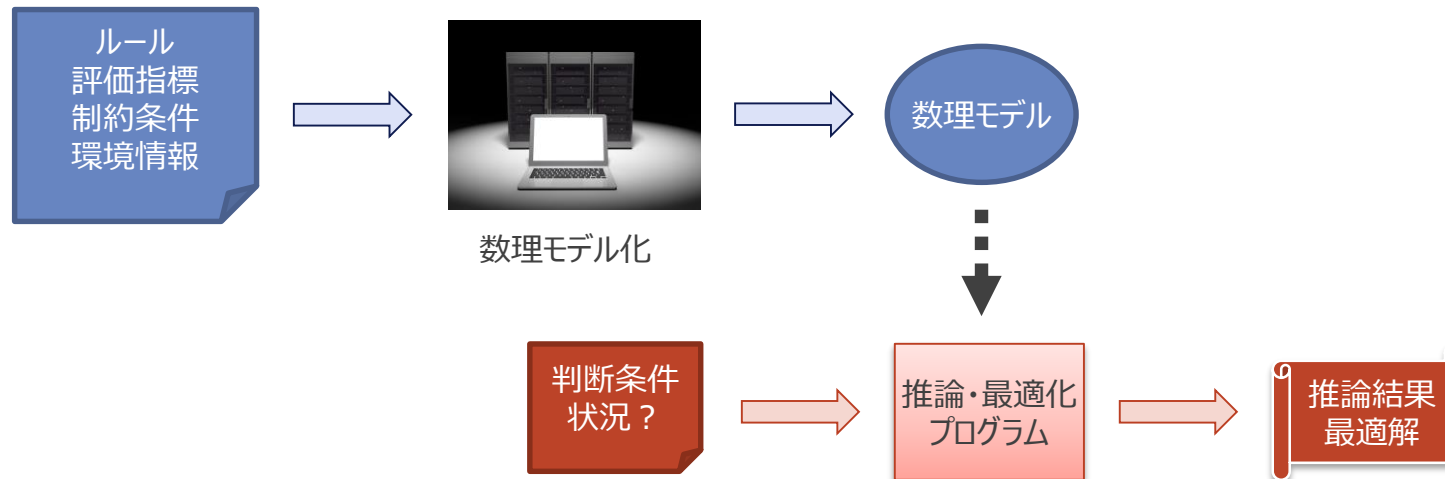 ルール
評価指標
制約条件
環境情報
数理モデル化
数理モデル
判断条件
状況？
推論・最適化
プログラム
推論結果
最適解